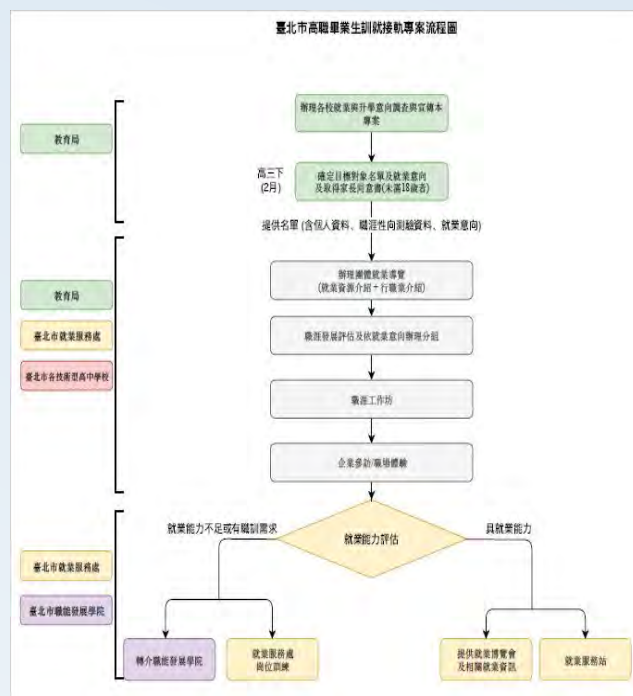 臺北市高職畢業生訓就接軌專案流程圖
辦理各校就業與升學意向調查與宣傳本
專案
教育局
高三下
(2月)
確定目標對象名單及就業意向
及取得家長同意書(未滿18歲者)
提供名單 (含個人資料、職涯性向測驗資料、就業意向)
教育局
臺北市就業服務處
臺北市各技術型高中學校
辦理團體就業導覽
(就業資源介紹+行職業介紹)
職涯發展評估及依就業意向辦理分組
職涯工作坊
企業參訪/職場體驗
就業能力不足或有職訓需求
具就業能力
就業能力評估
臺北市就業服務處
臺北市職能發展學院
轉介職能發展學院
就業服務處
崗位訓練
提供就業博覽會
及相關就業資訊
就業服務站